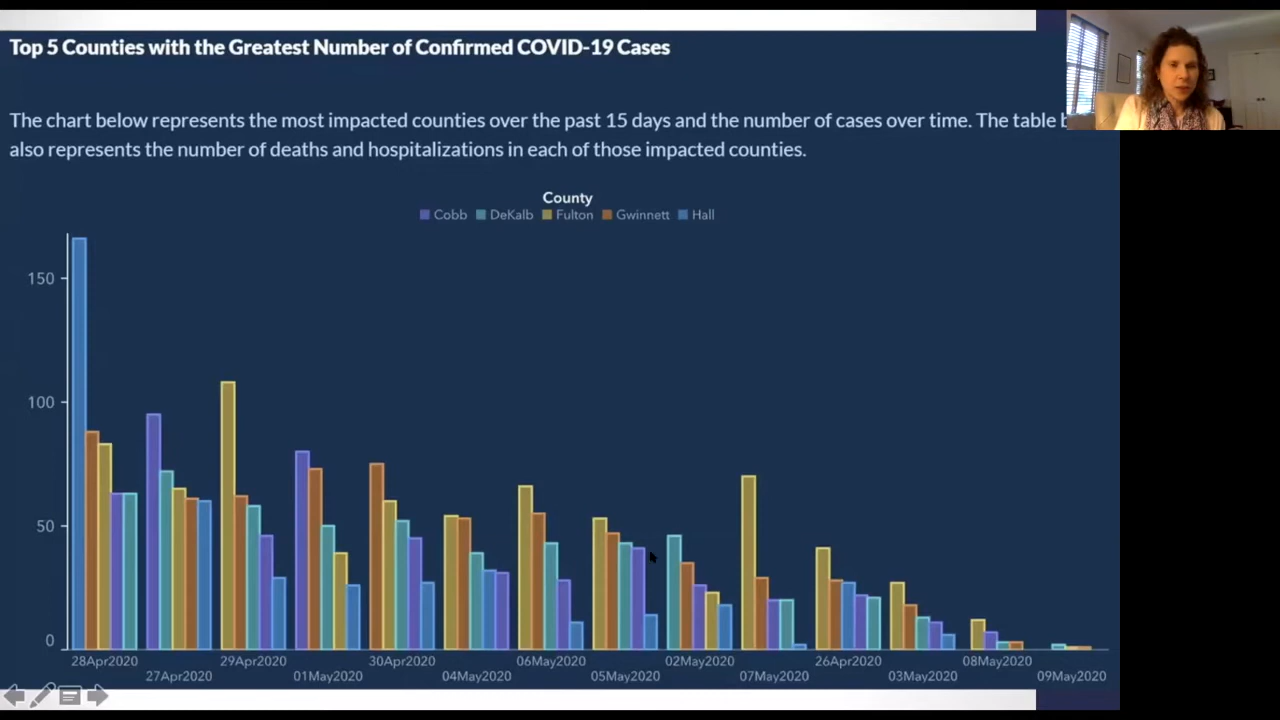 Top 5 Counties with the Greatest Number of Confirmed COVID-19 Cases
The chart below represents the most impacted counties over the past 15 days and the number of cases over time. The table
also represents the number of deaths and hospitalizations in each of those impacted counties.
County
Cobb DeKalb Fulton Gwinnett Hall
150
100
50
0
28Apr2020 29Apr2020 30Apr2020 06May2020 02May2020 26Apr2020 08May2020
27Apr2020 01May2020 04May2020 05May2020 07May2020 03May2020 09May2020